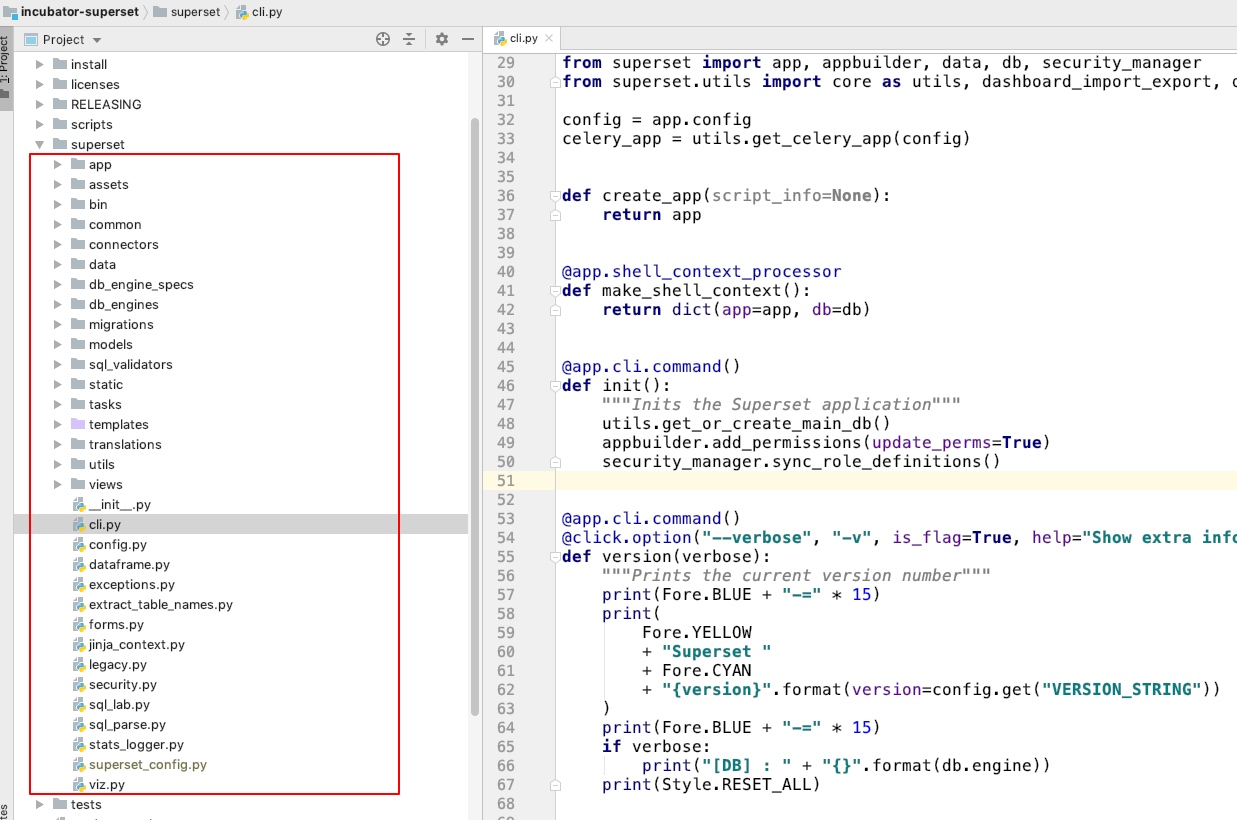 incubator-superset superset cli.py
1: Project
Project
cli.py
install
licenses
RELEASING
scripts
superset
app
assets
bin
common
connectors
data
db_engine_specs
db_engines
migrations
models
sql_validators
static
tasks
templates
translations
utils
views
__init__.py
cli.py
config.py
dataframe.py
exceptions.py
extract_table_names.py
forms.py
jinja_context.py
legacy.py
security.py
sql_lab.py
sql_parse.py
stats_logger.py
superset_config.py
viz.py
tests
29 from superset import app, appbuilder, data, db, security_manager
30 from superset.utils import core as utils, dashboard_import_export,
31
32 config = app.config
33 celery_app = utils.get_celery_app(config)
34
35
36 def create_app(script_info=None):
37     return app
38
39
40 @app.shell_context_processor
41 def make_shell_context():
42     return dict(app=app, db=db)
43
44
45 @app.cli.command()
46 def init():
47     """Inits the Superset application"""
48     utils.get_or_create_main_db()
49     appbuilder.add_permissions(update_perms=True)
50     security_manager.sync_role_definitions()
51
52
53 @app.cli.command()
54 @click.option("--verbose", "-v", is_flag=True, help="Show extra info
55 def version(verbose):
56     """Prints the current version number"""
57     print(Fore.BLUE + "-=" * 15)
58     print(
59         Fore.YELLOW
60         + "Superset "
61         + Fore.CYAN
62         + "{version}".format(version=config.get("VERSION_STRING"))
63     )
64     print(Fore.BLUE + "-=" * 15)
65     if verbose:
66         print("[DB] : " + "{}".format(db.engine))
67     print(Style.RESET_ALL)
68